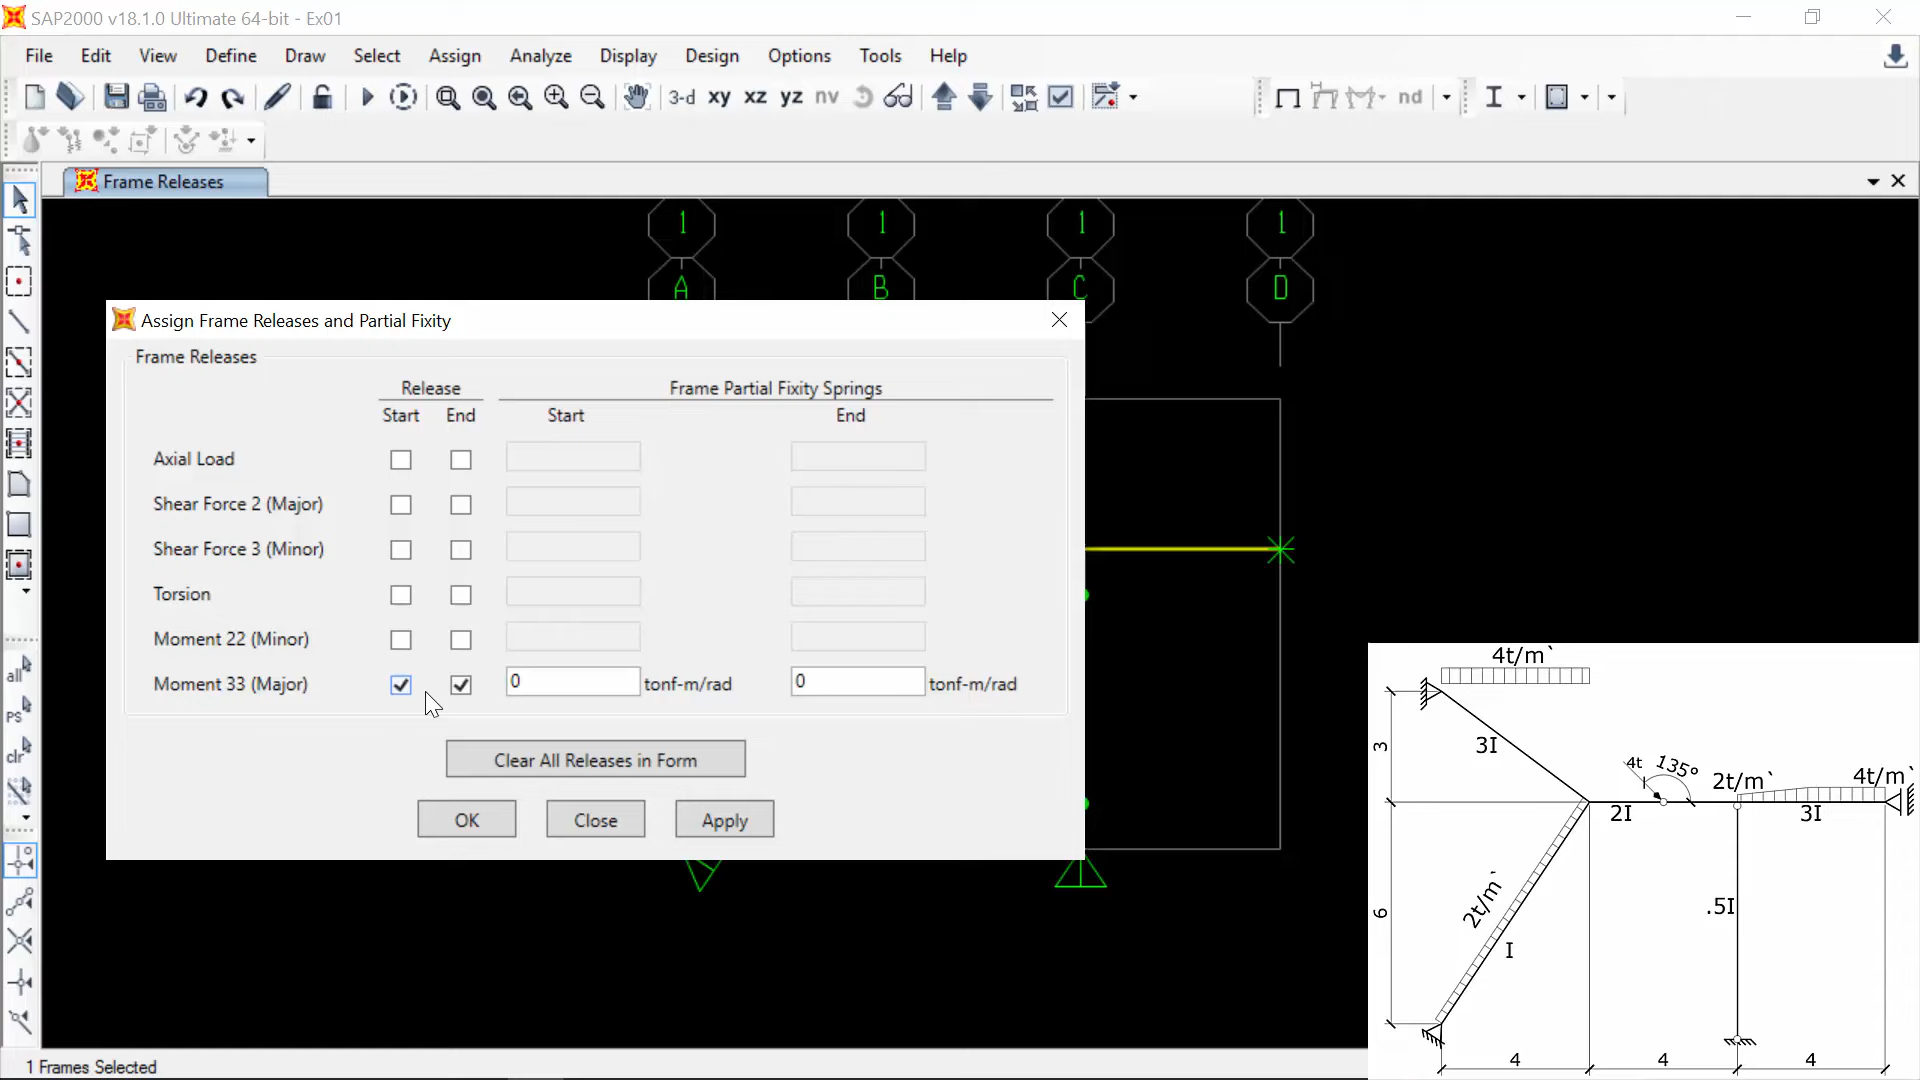 SAP2000 v18.1.0 Ultimate 64-bit - Ex01
File Edit View Define Draw Select Assign Analyze Display Design Options Tools Help
3-d xy xz yz nv nd
Frame Releases
1 1 1 1
A B C D
Assign Frame Releases and Partial Fixity
Frame Releases
Release Frame Partial Fixity Springs
Start End Start End
Axial Load
Shear Force 2 (Major)
Shear Force 3 (Minor)
Torsion
Moment 22 (Minor)
Moment 33 (Major) 0 tonf-m/rad 0 tonf-m/rad
Clear All Releases in Form
OK Close Apply
all
PS
clr
4t/m`
3 3I
4t 135° 2t/m` 4t/m`
2I 3I
2t/m`
.5I
6
I
4 4 4
1 Frames Selected